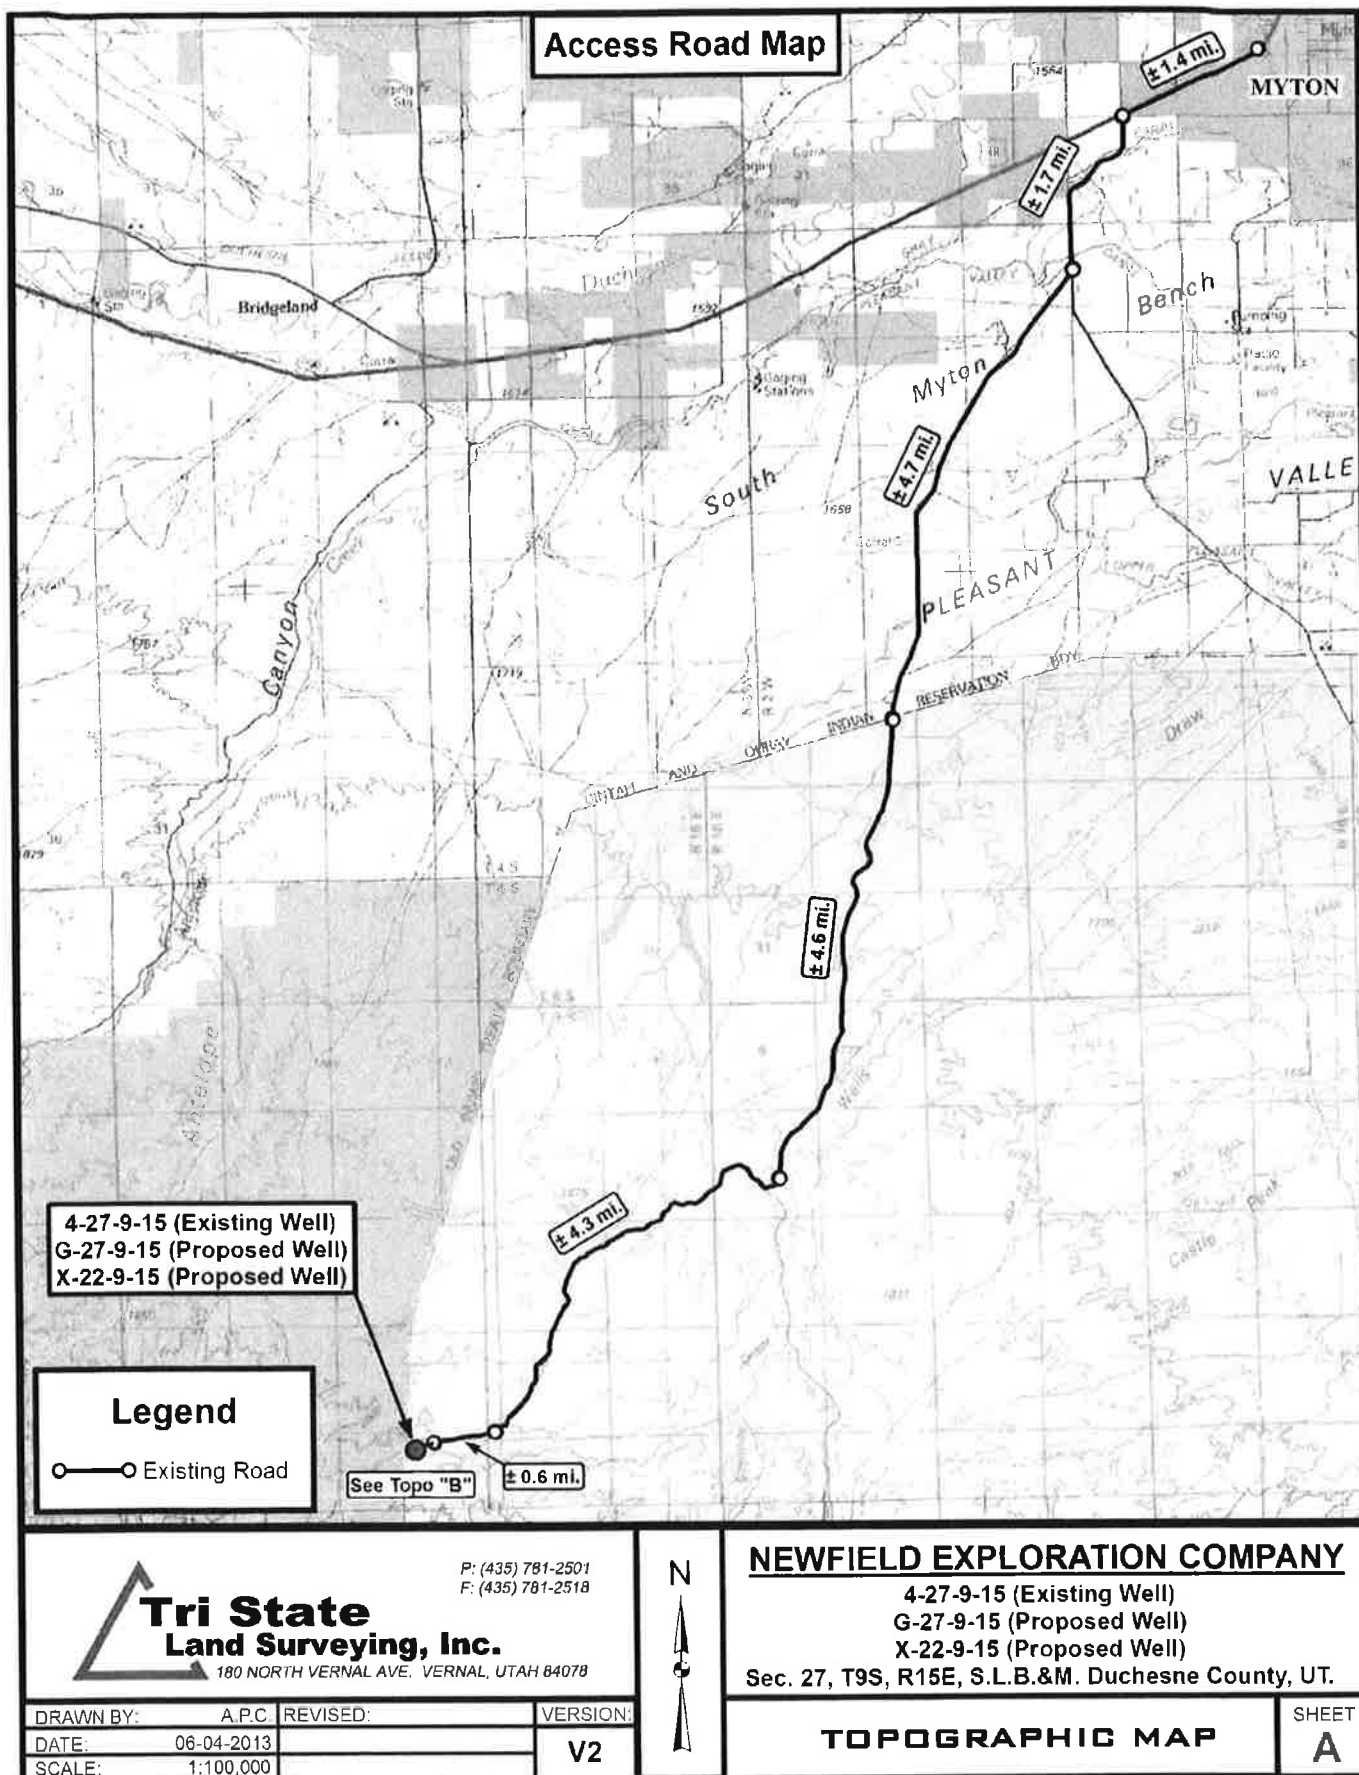 Access Road Map
± 1.4 mi.
MYTON
1564
± 1.7 mi.
Bridgeland
1592
Bench
Myton
South
± 4.7 mi.
VALLE
1658
PLEASANT
Canyon
Creek
1719
UINTAH AND OURAY INDIAN RESERVATION BDY
Draw
± 4.6 mi.
Antelope
Wells
Castle Peak
± 4.3 mi.
4-27-9-15 (Existing Well)
G-27-9-15 (Proposed Well)
X-22-9-15 (Proposed Well)
Legend
Existing Road
See Topo "B"
± 0.6 mi.
P: (435) 781-2501
F: (435) 781-2518
Tri State
Land Surveying, Inc.
180 NORTH VERNAL AVE. VERNAL, UTAH 84078
N
NEWFIELD EXPLORATION COMPANY
4-27-9-15 (Existing Well)
G-27-9-15 (Proposed Well)
X-22-9-15 (Proposed Well)
Sec. 27, T9S, R15E, S.L.B.&M. Duchesne County, UT.
DRAWN BY: A.P.C. REVISED: VERSION:
DATE: 06-04-2013
V2
SCALE: 1:100,000
TOPOGRAPHIC MAP
SHEET
A